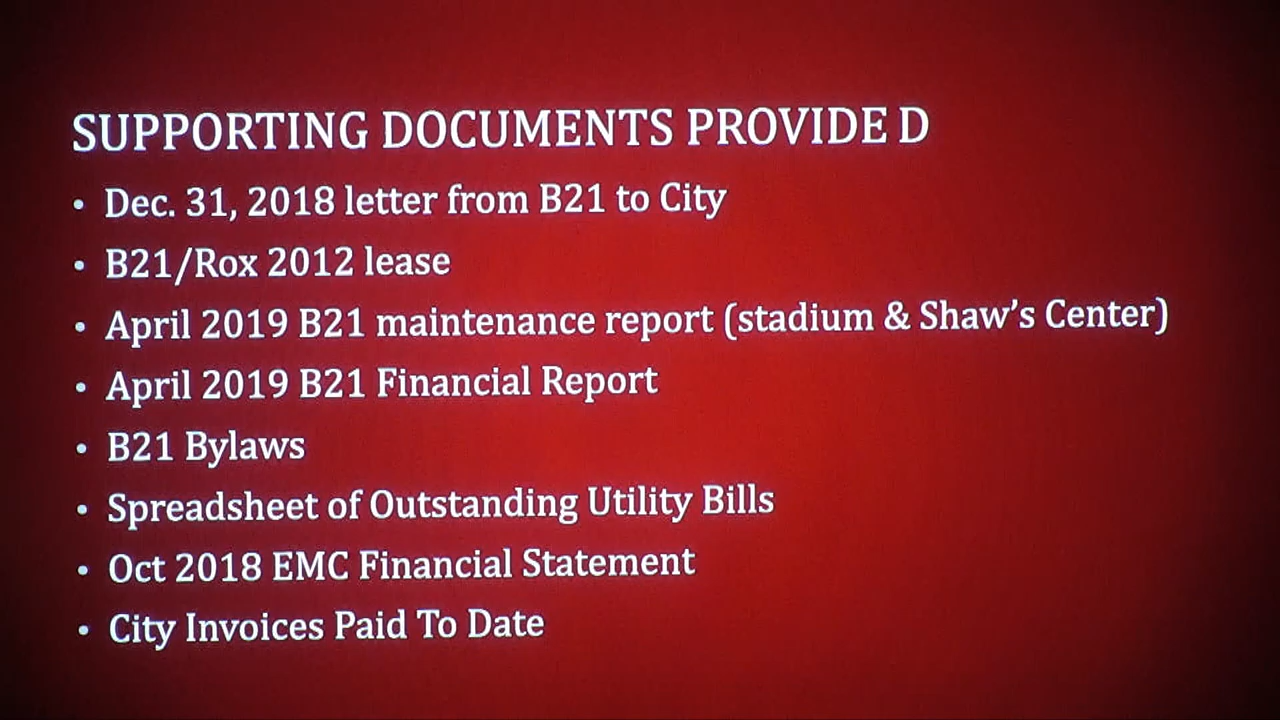 SUPPORTING DOCUMENTS PROVIDE D
• Dec. 31, 2018 letter from B21 to City
• B21/Rox 2012 lease
• April 2019 B21 maintenance report (stadium & Shaw's Center)
• April 2019 B21 Financial Report
• B21 Bylaws
• Spreadsheet of Outstanding Utility Bills
• Oct 2018 EMC Financial Statement
• City Invoices Paid To Date